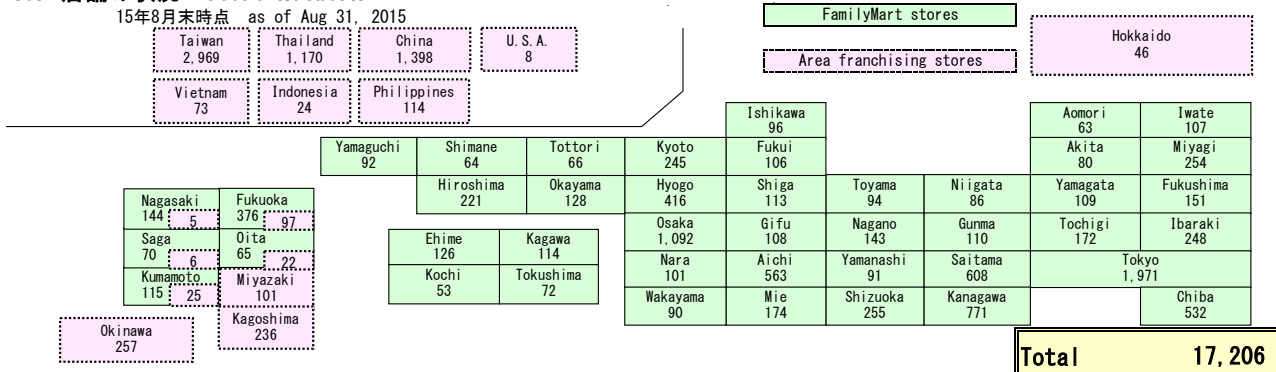 15年8月末時点 as of Aug 31, 2015
FamilyMart stores
Area franchising stores
Hokkaido
46
Taiwan
2,969
Thailand
1,170
China
1,398
U.S.A.
8
Vietnam
73
Indonesia
24
Philippines
114
Ishikawa
96
Aomori
63
Iwate
107
Yamaguchi
92
Shimane
64
Tottori
66
Kyoto
245
Fukui
106
Akita
80
Miyagi
254
Hiroshima
221
Okayama
128
Hyogo
416
Shiga
113
Toyama
94
Niigata
86
Yamagata
109
Fukushima
151
Nagasaki
144
5
Fukuoka
376
97
Osaka
1,092
Gifu
108
Nagano
143
Gunma
110
Tochigi
172
Ibaraki
248
Saga
70
6
Oita
65
22
Ehime
126
Kagawa
114
Nara
101
Aichi
563
Yamanashi
91
Saitama
608
Tokyo
1,971
Kumamoto
115
25
Miyazaki
101
Kochi
53
Tokushima
72
Wakayama
90
Mie
174
Shizuoka
255
Kanagawa
771
Chiba
532
Okinawa
257
Kagoshima
236
Total 17,206